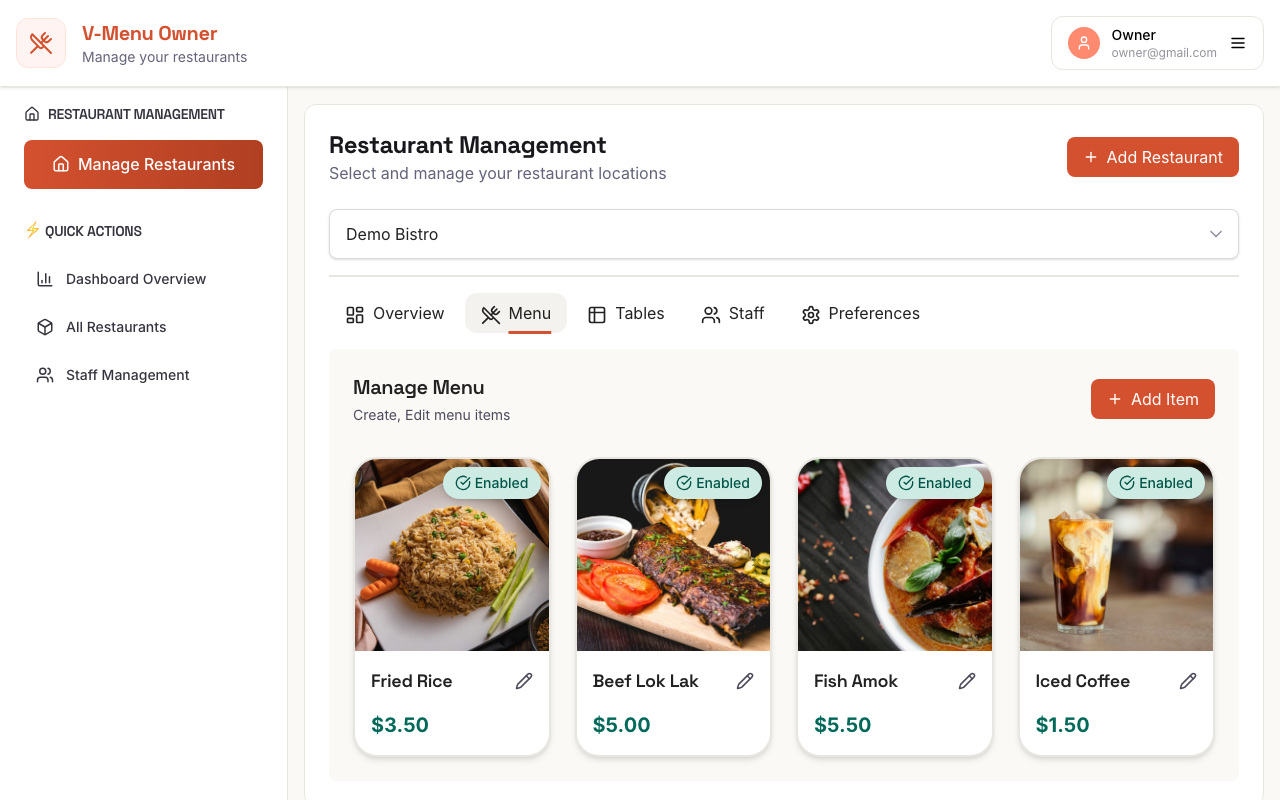 V-Menu Owner
Manage your restaurants
Owner
owner@gmail.com
RESTAURANT MANAGEMENT
Manage Restaurants
⚡ QUICK ACTIONS
Dashboard Overview
All Restaurants
Staff Management
Restaurant Management
Select and manage your restaurant locations
+ Add Restaurant
Demo Bistro
Overview
Menu
Tables
Staff
Preferences
Manage Menu
Create, Edit menu items
+ Add Item
Enabled
Enabled
Enabled
Enabled
Fried Rice
$3.50
Beef Lok Lak
$5.00
Fish Amok
$5.50
Iced Coffee
$1.50